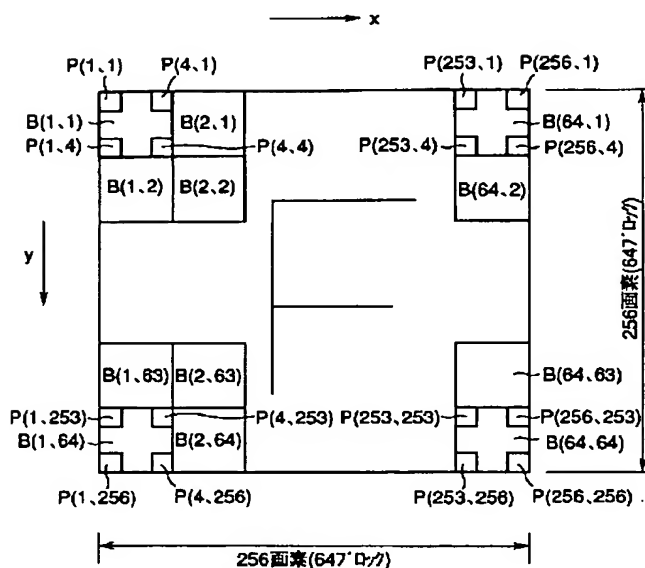 x
P(1、1)
P(4、1)
P(253、1)
P(256、1)
B(1、1)
B(2、1)
B(64、1)
P(1、4)
P(4、4)
P(253、4)
P(256、4)
B(1、2)
B(2、2)
B(64、2)
y
256画素(64ブロック)
B(1、63)
B(2、63)
B(64、63)
P(1、253)
P(4、253)
P(253、253)
P(256、253)
B(1、64)
B(2、64)
B(64、64)
P(1、256)
P(4、256)
P(253、256)
P(256、256)
256画素(64ブロック)